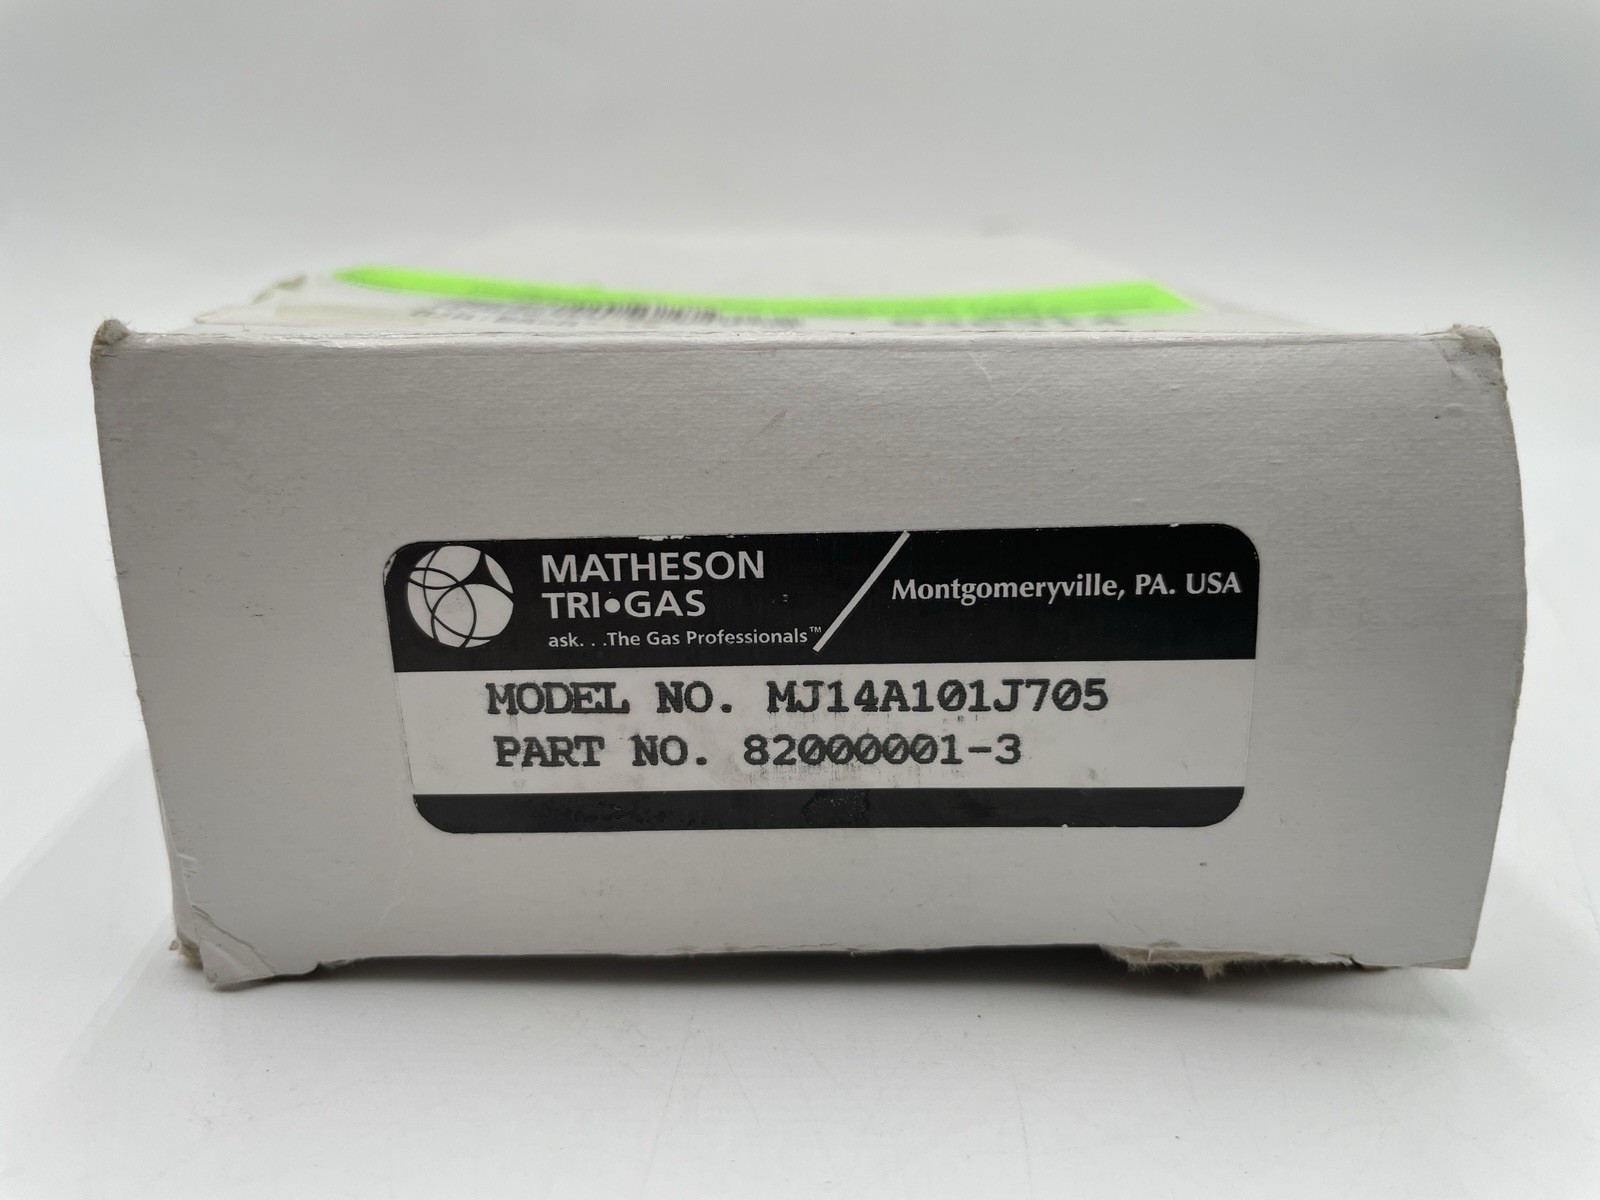 MATHESON
TRI•GAS
ask. . .The Gas Professionals™
Montgomeryville, PA. USA
MODEL NO. MJ14A101J705
PART NO. 82000001-3